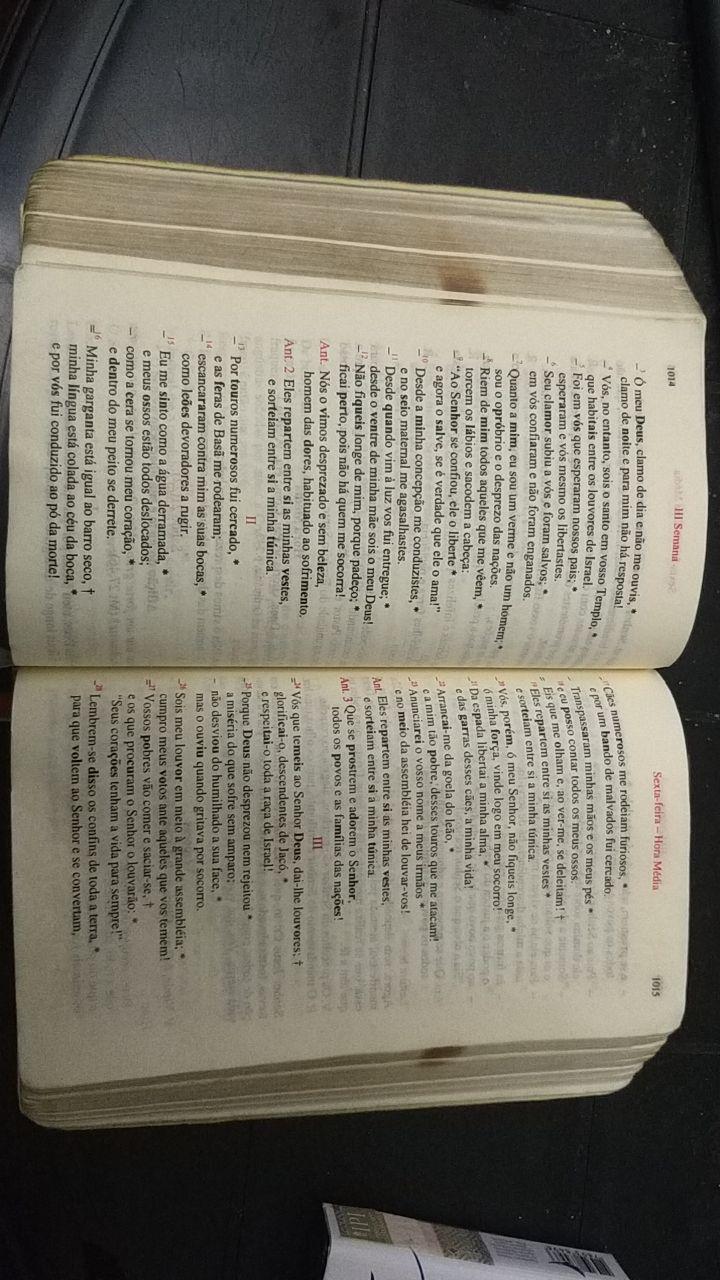 1014
III Semana
– ³ Ó meu Deus, clamo de dia e não me ouvis, *
clamo de noite e para mim não há resposta!
– ⁴ Vós, no entanto, sois o santo em vosso Templo, *
que habitais entre os louvores de Israel.
– ⁵ Foi em vós que esperaram nossos pais; *
esperaram e vós mesmo os libertastes.
– ⁶ Seu clamor subiu a vós e foram salvos; *
em vós confiaram e não foram enganados.
– ⁷ Quanto a mim, eu sou um verme e não um homem; *
sou o opróbrio e o desprezo das nações.
– ⁸ Riem de mim todos aqueles que me vêem, *
torcem os lábios e sacodem a cabeça:
– ⁹ “Ao Senhor se confiou, ele o liberte *
e agora o salve, se é verdade que ele o ama!”
– ¹⁰ Desde a minha concepção me conduzistes, *
e no seio maternal me agasalhastes.
– ¹¹ Desde quando vim à luz vos fui entregue; *
desde o ventre de minha mãe sois o meu Deus!
– ¹² Não fiqueis longe de mim, porque padeço; *
ficai perto, pois não há quem me socorra!
Ant. Nós o vimos desprezado e sem beleza,
homem das dores, habituado ao sofrimento.
Ant. 2 Eles repartem entre si as minhas vestes,
e sorteiam entre si a minha túnica.
II
– ¹³ Por touros numerosos fui cercado, *
e as feras de Basã me rodearam;
– ¹⁴ escancararam contra mim as suas bocas, *
como leões devoradores a rugir.
– ¹⁵ Eu me sinto como a água derramada, *
e meus ossos estão todos deslocados;
– como a cera se tornou meu coração, *
e dentro do meu peito se derrete.
= ¹⁶ Minha garganta está igual ao barro seco, †
minha língua está colada ao céu da boca, *
e por vós fui conduzido ao pó da morte!
Sexta-feira – Hora Média
1015
– ¹⁷ Cães numerosos me rodeiam furiosos, *
e por um bando de malvados fui cercado.
– Transpassaram minhas mãos e os meus pés *
¹⁸ e eu posso contar todos os meus ossos.
= Eis que me olham e, ao ver-me, se deleitam! †
¹⁹ Eles repartem entre si as minhas vestes *
e sorteiam entre si a minha túnica.
– ²⁰ Vós, porém, ó meu Senhor, não fiqueis longe, *
ó minha força, vinde logo em meu socorro!
– ²¹ Da espada libertai a minha alma, *
e das garras desses cães, a minha vida!
– ²² Arrancai-me da goela do leão, *
e a mim tão pobre, desses touros que me atacam!
– ²³ Anunciarei o vosso nome a meus irmãos *
e no meio da assembléia hei de louvar-vos!
Ant. Eles repartem entre si as minhas vestes,
e sorteiam entre si a minha túnica.
Ant. 3 Que se prostrem e adorem o Senhor,
todos os povos e as famílias das nações!
III
= ²⁴ Vós que temeis ao Senhor Deus, dai-lhe louvores; †
glorificai-o, descendentes de Jacó, *
e respeitai-o toda a raça de Israel!
– ²⁵ Porque Deus não desprezou nem rejeitou *
a miséria do que sofre sem amparo;
– não desviou do humilhado a sua face, *
mas o ouviu quando gritava por socorro.
– ²⁶ Sois meu louvor em meio à grande assembléia; *
cumpro meus votos ante aqueles que vos temem!
= ²⁷ Vossos pobres vão comer e saciar-se, †
e os que procuram o Senhor o louvarão; *
“Seus corações tenham a vida para sempre!”
– ²⁸ Lembrem-se disso os confins de toda a terra, *
para que voltem ao Senhor e se convertam,